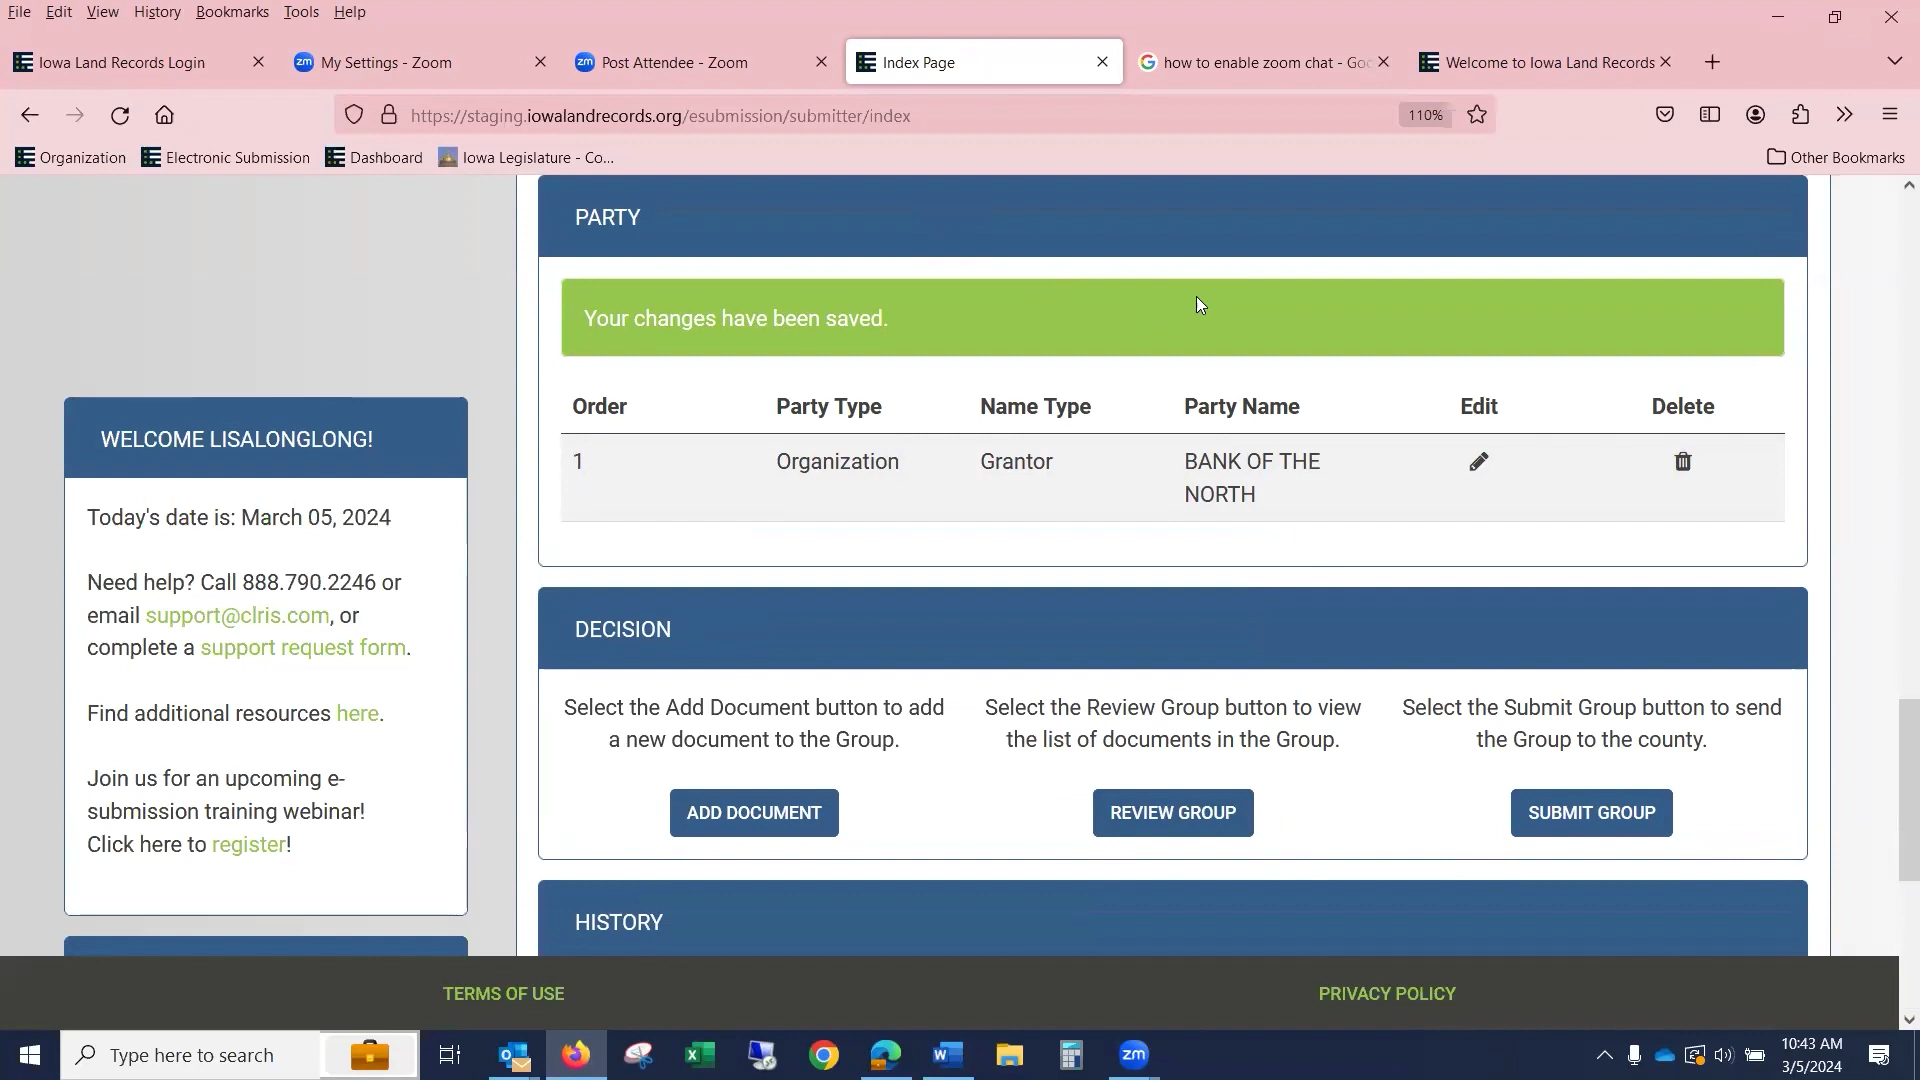 File Edit View History Bookmarks Tools Help
Iowa Land Records Login
My Settings - Zoom
Post Attendee - Zoom
Index Page
how to enable zoom chat - Goo
Welcome to Iowa Land Records
https://staging.iowalandrecords.org/esubmission/submitter/index
110%
Organization
Electronic Submission
Dashboard
Iowa Legislature - Co...
Other Bookmarks
PARTY
Your changes have been saved.
Order Party Type Name Type Party Name Edit Delete
1 Organization Grantor BANK OF THE
NORTH
WELCOME LISALONGLONG!
Today's date is: March 05, 2024
Need help? Call 888.790.2246 or
email support@clris.com, or
complete a support request form.
Find additional resources here.
Join us for an upcoming e-
submission training webinar!
Click here to register!
DECISION
Select the Add Document button to add
a new document to the Group.
ADD DOCUMENT
Select the Review Group button to view
the list of documents in the Group.
REVIEW GROUP
Select the Submit Group button to send
the Group to the county.
SUBMIT GROUP
HISTORY
TERMS OF USE
PRIVACY POLICY
Type here to search
zm
10:43 AM
3/5/2024